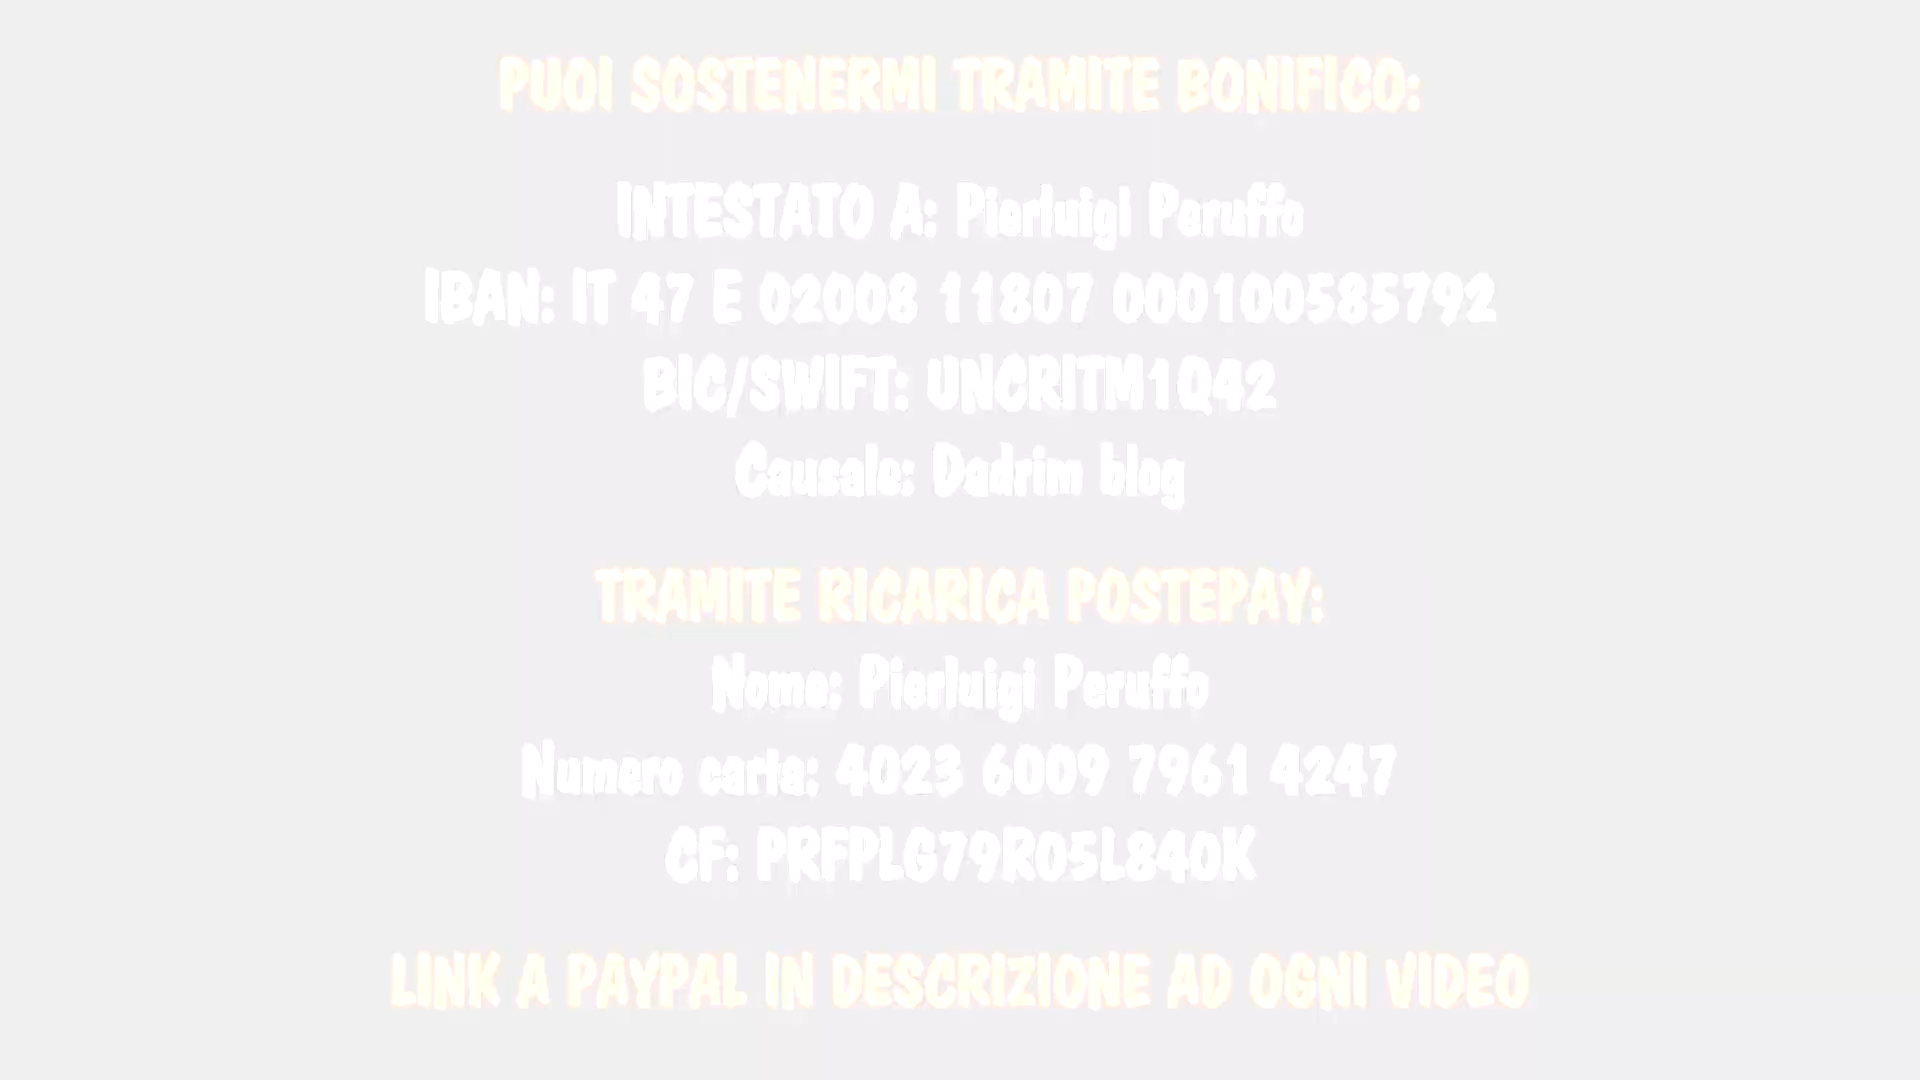 PUOI SOSTENERMI TRAMITE BONIFICO:
INTESTATO A: Pierluigi Peruffo
IBAN: IT 47 E 02008 11807 000100585792
BIC/SWIFT: UNCRITM1Q42
Causale: Dadrim blog
TRAMITE RICARICA POSTEPAY:
Nome: Pierluigi Peruffo
Numero carta: 4023 6009 7961 4247
CF: PRFPLG79R05L840K
LINK A PAYPAL IN DESCRIZIONE AD OGNI VIDEO